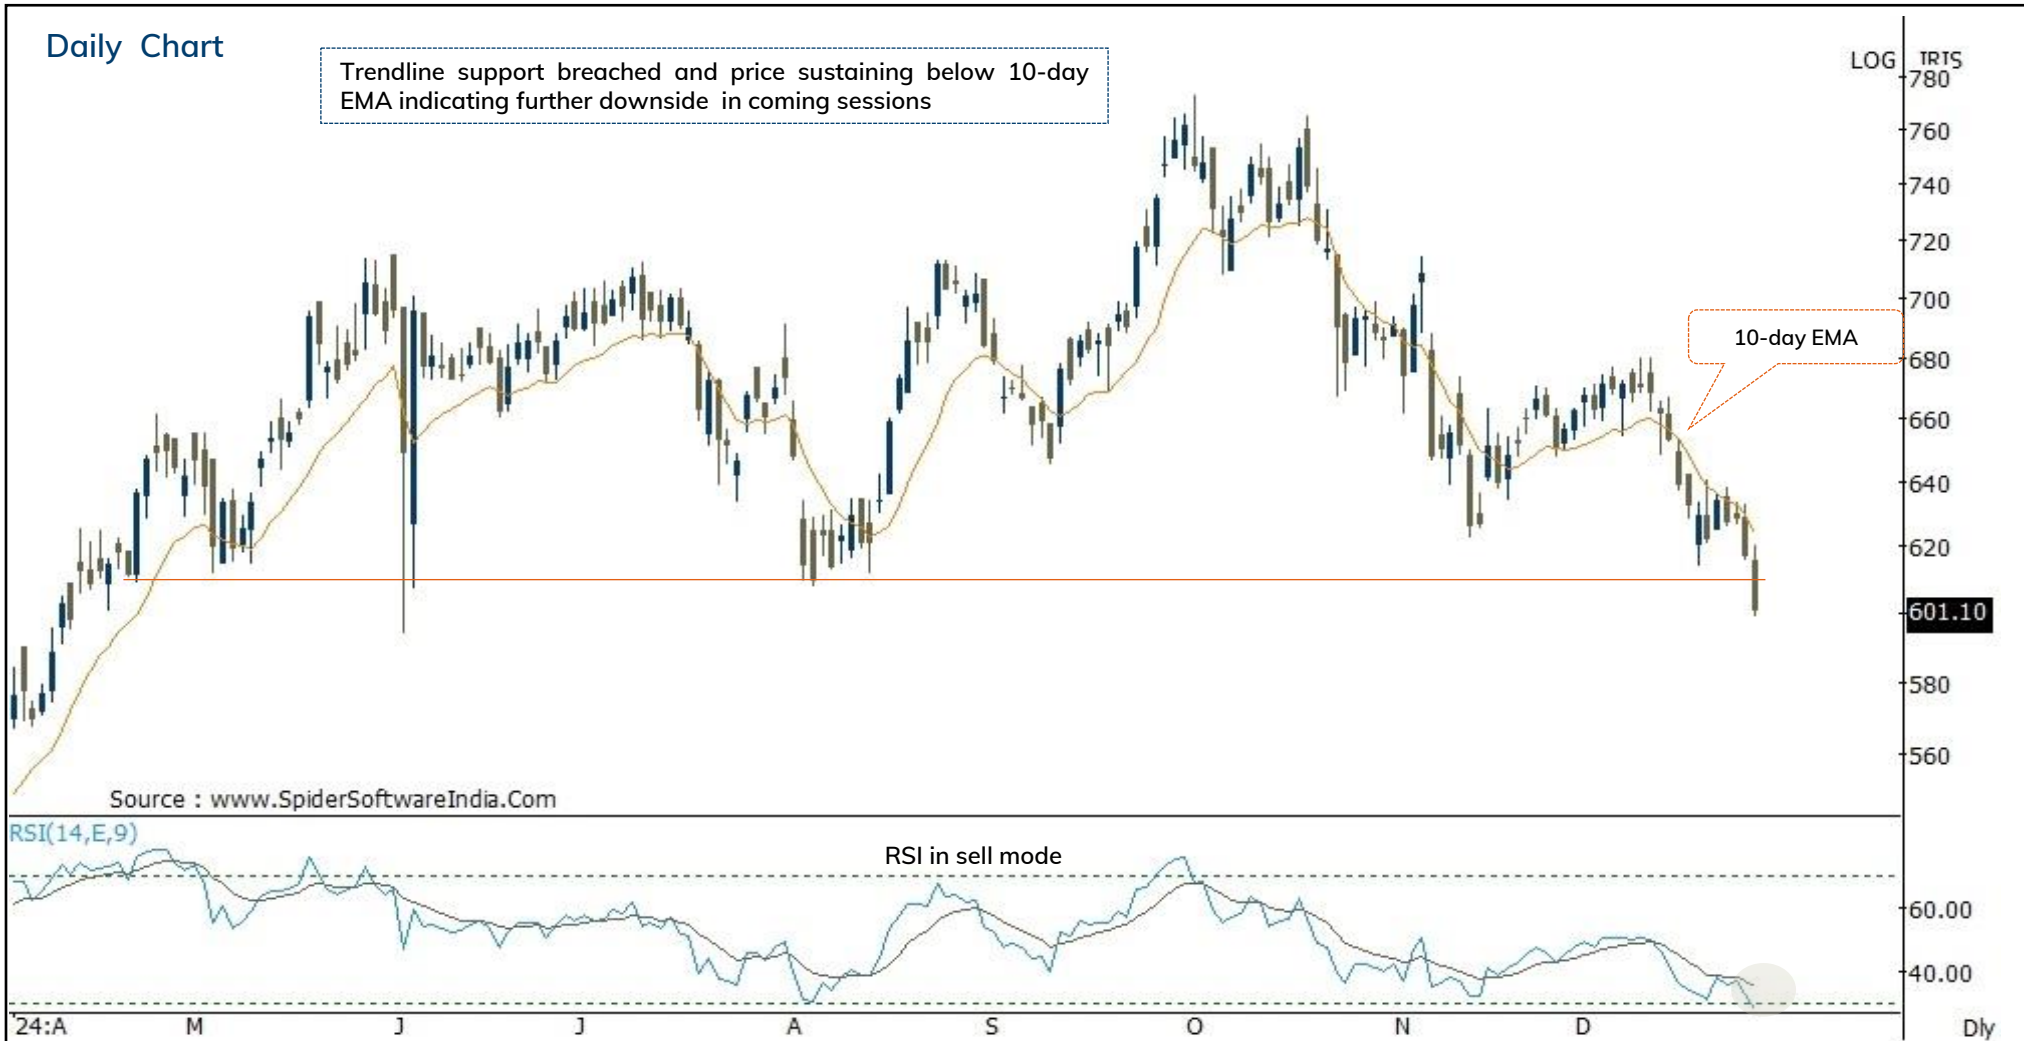 Daily Chart
Trendline support breached and price sustaining below 10-day
EMA indicating further downside in coming sessions
LOG
780
760
740
720
700
10-day EMA
680
660
640
620
601.10
580
560
Source : www.SpiderSoftwareIndia.Com
RSI(14,E,9)
RSI in sell mode
60.00
40.00
'24:A M J J A S O N D Dly